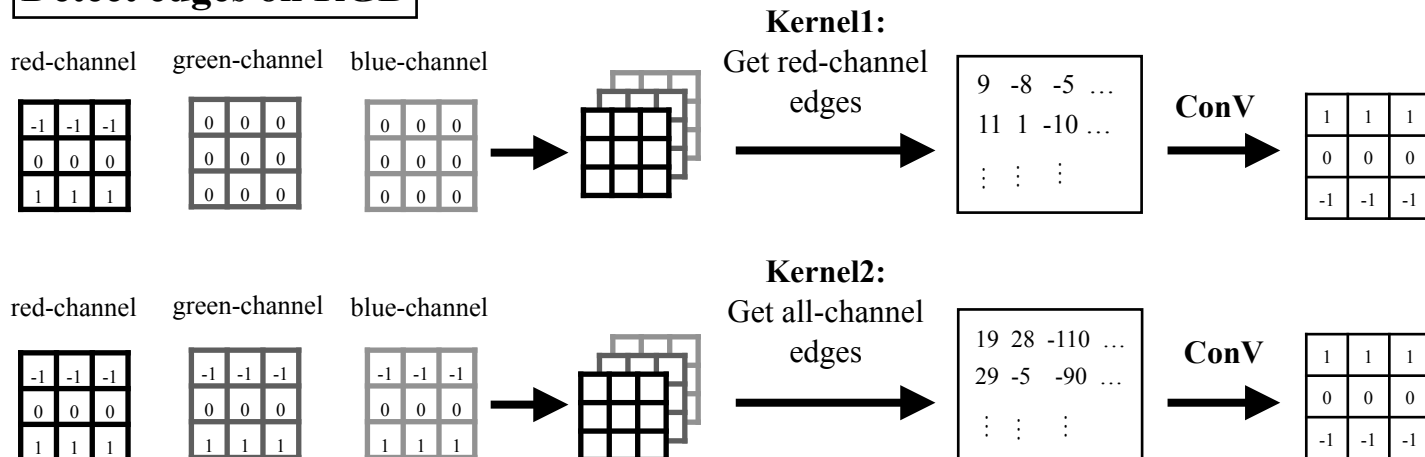 Detect edges on RGB
Kernel1:
Get red-channel
edges
red-channel green-channel blue-channel
-1 -1 -1
0 0 0
1 1 1
0 0 0
0 0 0
0 0 0
0 0 0
0 0 0
0 0 0
9 -8 -5 …
11 1 -10 …
⋮ ⋮ ⋮
ConV
1 1 1
0 0 0
-1 -1 -1
Kernel2:
Get all-channel
edges
red-channel green-channel blue-channel
-1 -1 -1
0 0 0
1 1 1
-1 -1 -1
0 0 0
1 1 1
-1 -1 -1
0 0 0
1 1 1
19 28 -110 …
29 -5 -90 …
⋮ ⋮ ⋮
ConV
1 1 1
0 0 0
-1 -1 -1